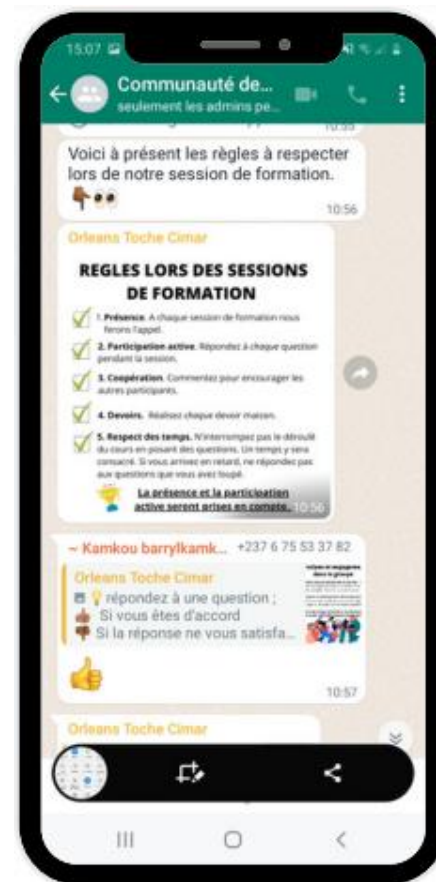 15:07
Communauté de...
seulement les admins pe...
10:55
Voici à présent les règles à respecter
lors de notre session de formation.
10:56
Orleans Toche Cimar
REGLES LORS DES SESSIONS
DE FORMATION
1. Présence. A chaque session de formation nous
ferons l'appel.
2. Participation active. Répondez à chaque question
pendant la session.
3. Coopération. Commentez pour encourager les
autres participants.
4. Devoirs. Réalisez chaque devoir maison.
5. Respect des temps. N'interrompez pas le déroulé
du cours en posant des questions. Un temps y sera
consacré. Si vous arrivez en retard, ne répondez pas
aux questions que vous avez loupé.
La présence et la participation
active seront prises en compte.
10:56
~ Kamkou barrylkamk... +237 6 75 53 37 82
Orleans Toche Cimar
répondez à une question ;
Si vous êtes d'accord
Si la réponse ne vous satisfa...
dans le groupe
10:57
Orleans Toche Cimar